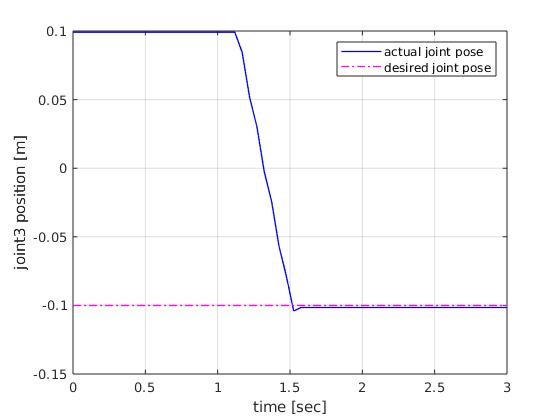 0.1
0.05
0
-0.05
-0.1
-0.15
joint3 position [m]
actual joint pose
desired joint pose
0 0.5 1 1.5 2 2.5 3
time [sec]